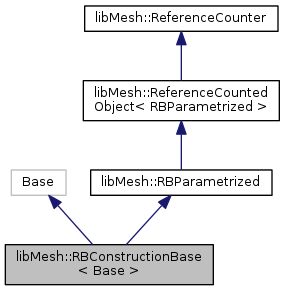 libMesh::ReferenceCounter
libMesh::ReferenceCounted
Object< RBParametrized >
Base
libMesh::RBParametrized
libMesh::RBConstructionBase
< Base >